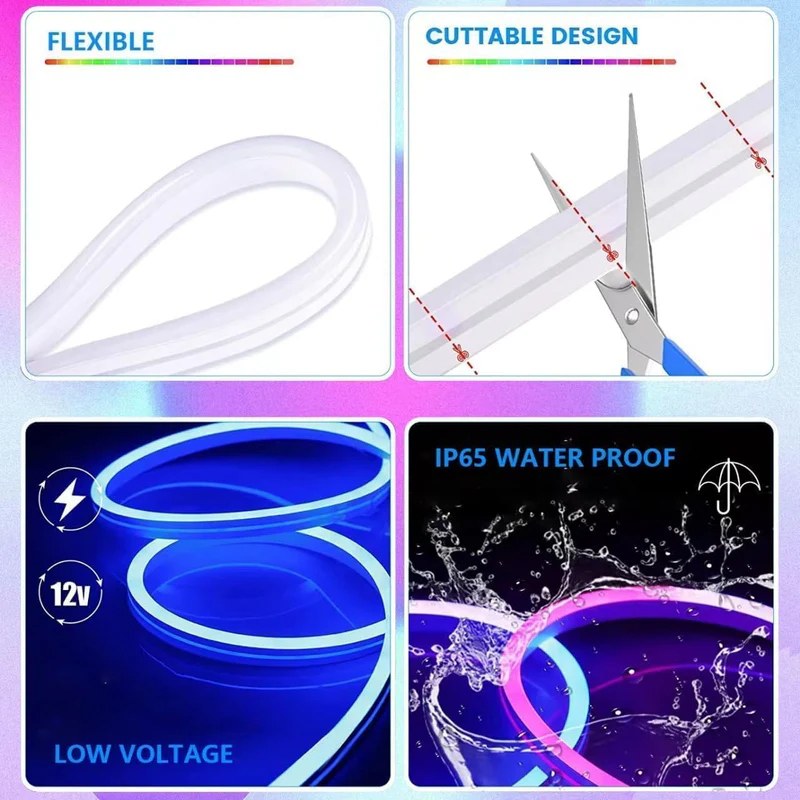 FLEXIBLE
CUTTABLE DESIGN
12v
LOW VOLTAGE
IP65 WATER PROOF